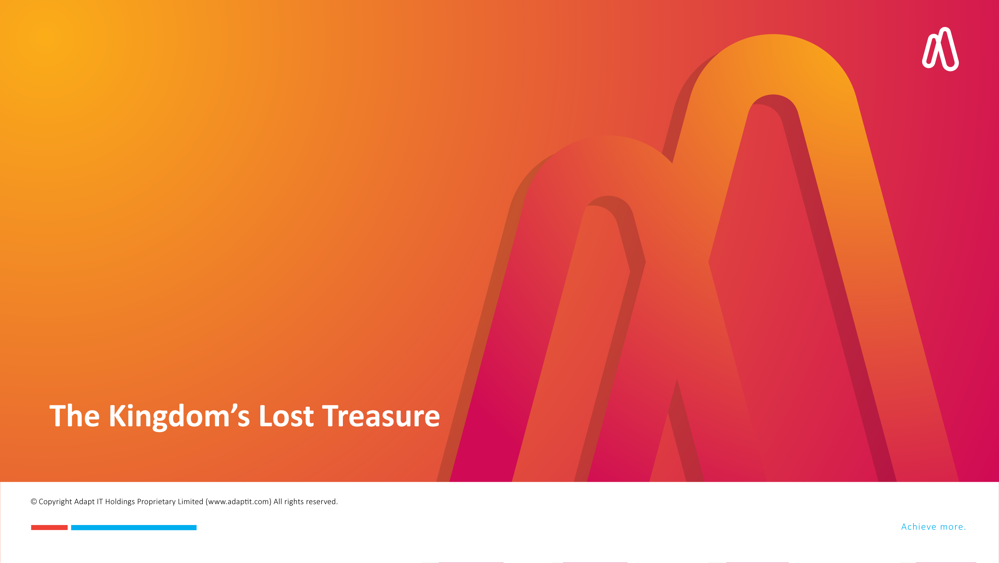 The Kingdom’s Lost Treasure
© Copyright Adapt IT Holdings Proprietary Limited (www.adaptit.com) All rights reserved.
Achieve more.